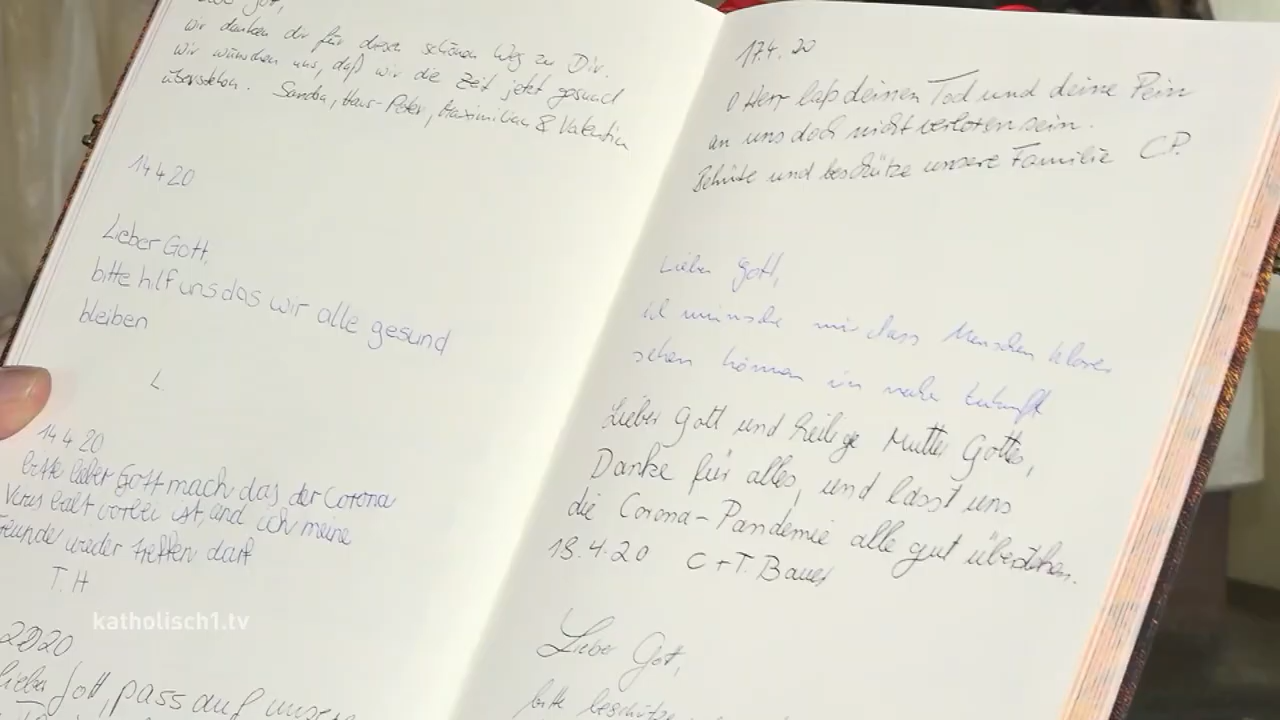 Gott,
wir danken dir für diesen schönen Weg zu Dir.
wir wünschen uns, daß wir die Zeit jetzt gesund
überstehen. Sandra, Hans-Peter, Maximilian & Valentin
14 4 20
Lieber Gott,
bitte hilf uns das wir alle gesund
bleiben
L.
14 4 20
bitte lieber Gott mach das der Corona
Virus bald vorbei ist, and ich meine
Freunde wieder treffen darf
T. H
katholisch1.tv
2020
lieber Gott, pass auf unsere
17.4. 20
O Herr laß deinen Tod und deine Pein
an uns doch nicht verloren sein.
Behüte und beschütze unsere Familie C.P.
Lieber Gott,
ich wünsche mir dass Menschen klarer
sehen können in naher Zukunft
Lieber Gott und heilige Mutter Gottes,
Danke für alles, und lasst uns
die Corona-Pandemie alle gut überstehen.
18.4.20 C + T. Bauer
Lieber Gott,
bitte beschütze